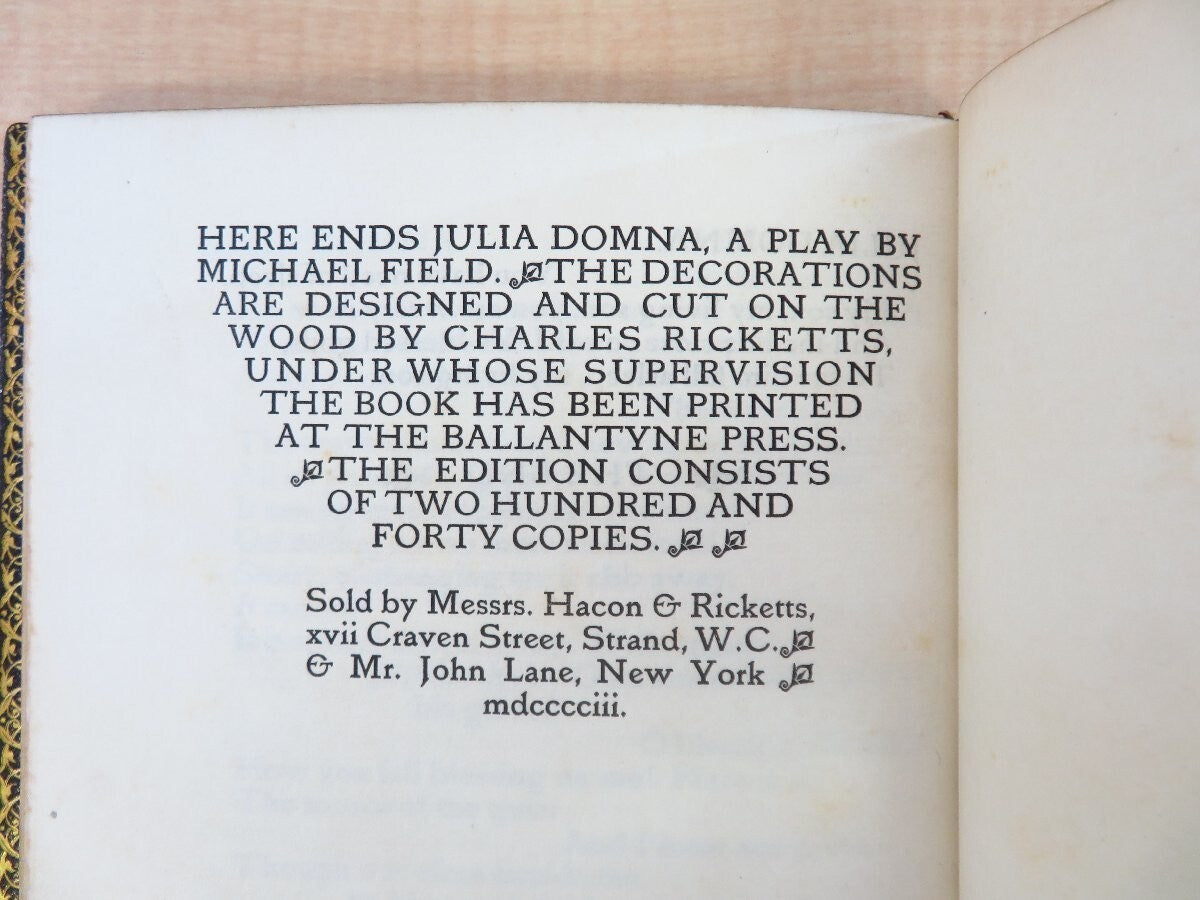 HERE ENDS JULIA DOMNA, A PLAY BY
MICHAEL FIELD. THE DECORATIONS
ARE DESIGNED AND CUT ON THE
WOOD BY CHARLES RICKETTS,
UNDER WHOSE SUPERVISION
THE BOOK HAS BEEN PRINTED
AT THE BALLANTYNE PRESS.
THE EDITION CONSISTS
OF TWO HUNDRED AND
FORTY COPIES.
Sold by Messrs. Hacon & Ricketts,
xvii Craven Street, Strand, W.C.
& Mr. John Lane, New York
mdcccciii.